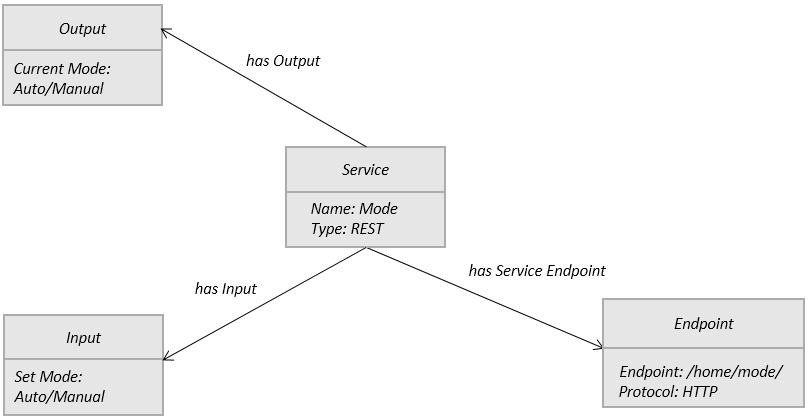 Output
Current Mode:
Auto/Manual
has Output
Service
Name: Mode
Type: REST
has Input
has Service Endpoint
Input
Set Mode:
Auto/Manual
Endpoint
Endpoint: /home/mode/
Protocol: HTTP